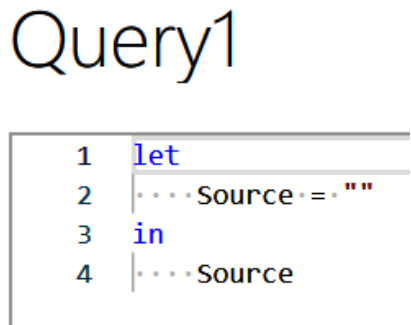 Query1
1 let
2     Source = ""
3 in
4     Source